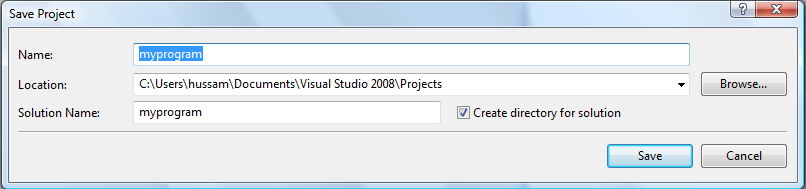 Save Project
Name: myprogram
Location: C:\Users\hussam\Documents\Visual Studio 2008\Projects Browse...
Solution Name: myprogram Create directory for solution
Save Cancel